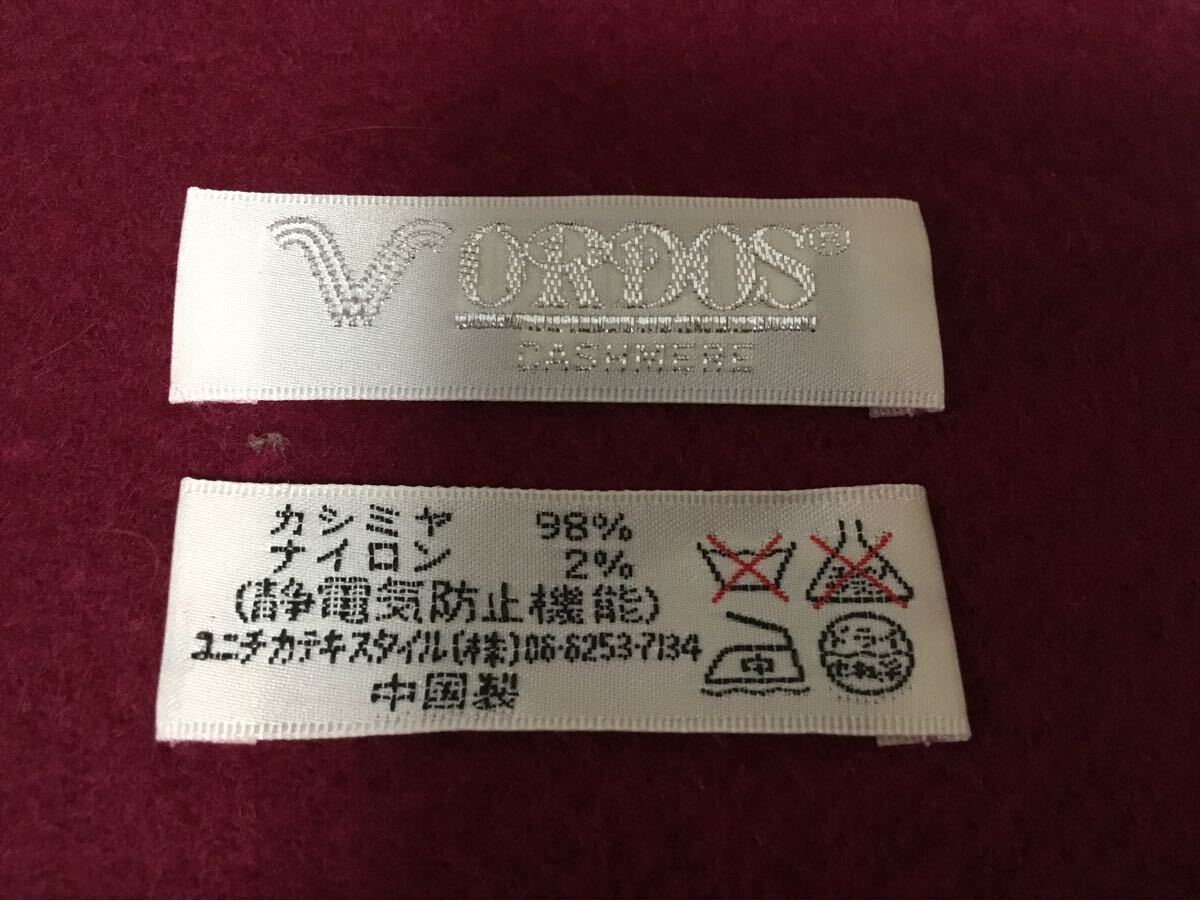 V ORDOS®
CASHMERE
カシミヤ 98%
ナイロン 2%
(静電気防止機能)
ユニチカテキスタイル(株)06-6253-7134
中国製
中
ドライ